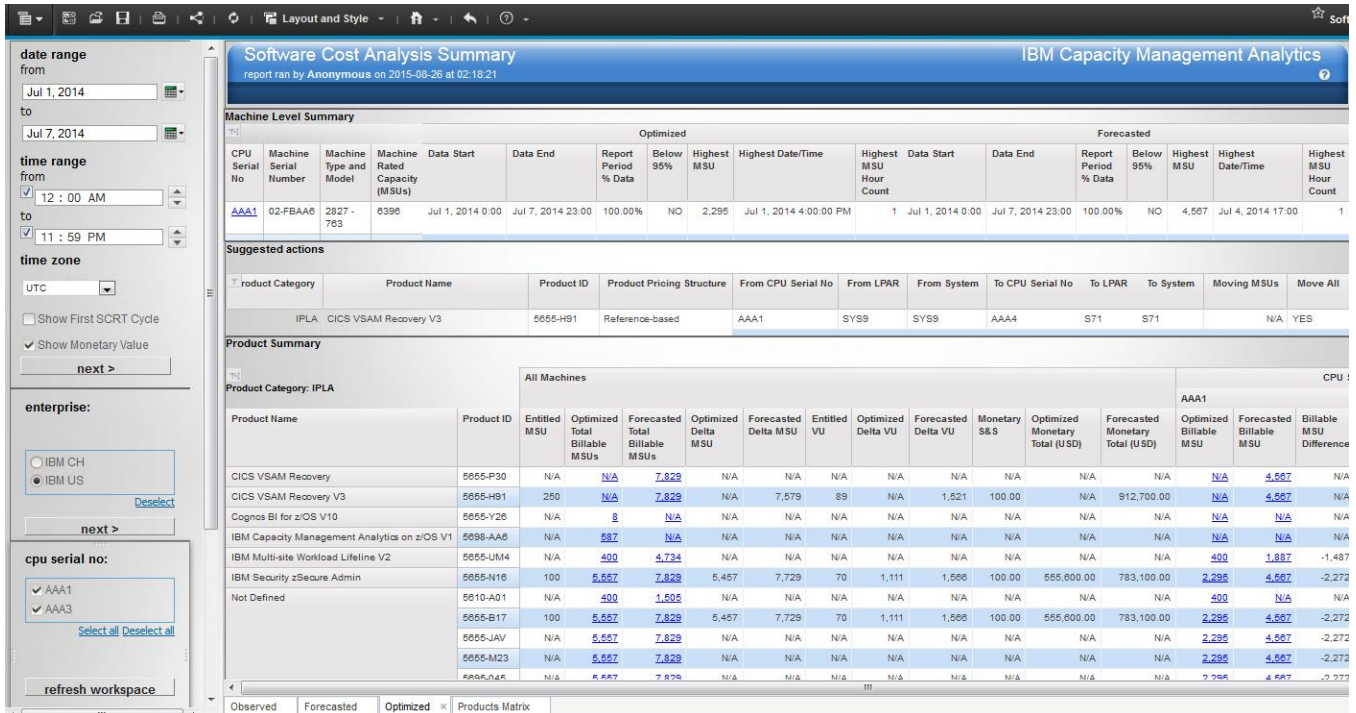 Layout and Style
Soft
date range
from
Jul 1, 2014
to
Jul 7, 2014
time range
from
12 : 00 AM
to
11 : 59 PM
time zone
UTC
Show First SCRT Cycle
Show Monetary Value
next >
enterprise:
IBM CH
IBM US
Deselect
next >
cpu serial no:
AAA1
AAA3
Select all Deselect all
refresh workspace
Software Cost Analysis Summary IBM Capacity Management Analytics
report ran by Anonymous on 2015-08-26 at 02:18:21
Machine Level Summary
Optimized Forecasted
CPU Serial No Machine Serial Number Machine Type and Model Machine Rated Capacity (MSUs) Data Start Data End Report Period % Data Below 95% Highest MSU Highest Date/Time Highest MSU Hour Count Data Start Data End Report Period % Data Below 95% Highest MSU Highest Date/Time Highest MSU Hour Count
AAA1 02-FBAA6 2827 - 763 6396 Jul 1, 2014 0:00 Jul 7, 2014 23:00 100.00% NO 2,295 Jul 1, 2014 4:00:00 PM 1 Jul 1, 2014 0:00 Jul 7, 2014 23:00 100.00% NO 4,567 Jul 4, 2014 17:00 1
Suggested actions
roduct Category Product Name Product ID Product Pricing Structure From CPU Serial No From LPAR From System To CPU Serial No To LPAR To System Moving MSUs Move All
IPLA CICS VSAM Recovery V3 5655-H91 Reference-based AAA1 SYS9 SYS9 AAA4 S71 S71 N/A YES
Product Summary
Product Category: IPLA All Machines CPU S
AAA1
Product Name Product ID Entitled MSU Optimized Total Billable MSUs Forecasted Total Billable MSUs Optimized Delta MSU Forecasted Delta MSU Entitled VU Optimized Delta VU Forecasted Delta VU Monetary S&S Optimized Monetary Total (USD) Forecasted Monetary Total (USD) Optimized Billable MSU Forecasted Billable MSU Billable MSU Difference
CICS VSAM Recovery 5655-P30 N/A N/A 7,829 N/A N/A N/A N/A N/A N/A N/A N/A N/A 4,567 N/A
CICS VSAM Recovery V3 5655-H91 250 N/A 7,829 N/A 7,579 89 N/A 1,521 100.00 N/A 912,700.00 N/A 4,567 N/A
Cognos BI for z/OS V10 5655-Y26 N/A 8 N/A N/A N/A N/A N/A N/A N/A N/A N/A N/A N/A N/A
IBM Capacity Management Analytics on z/OS V1 5698-AA6 N/A 587 N/A N/A N/A N/A N/A N/A N/A N/A N/A N/A N/A N/A
IBM Multi-site Workload Lifeline V2 5655-UM4 N/A 400 4,734 N/A N/A N/A N/A N/A N/A N/A N/A 400 1,887 -1,487
IBM Security zSecure Admin 5655-N16 100 5,557 7,829 5,457 7,729 70 1,111 1,566 100.00 555,600.00 783,100.00 2,295 4,567 -2,272
Not Defined 5610-A01 N/A 400 1,505 N/A N/A N/A N/A N/A N/A N/A N/A 400 N/A N/A
5655-B17 100 5,557 7,829 5,457 7,729 70 1,111 1,566 100.00 555,600.00 783,100.00 2,295 4,567 -2,272
5655-JAV N/A 5,557 7,829 N/A N/A N/A N/A N/A N/A N/A N/A 2,295 4,567 -2,272
5655-M23 N/A 5,557 7,829 N/A N/A N/A N/A N/A N/A N/A N/A 2,295 4,567 -2,272
5695-045 N/A 5,557 7,829 N/A N/A N/A N/A N/A N/A N/A N/A 2,295 4,567 -2,272
Observed Forecasted Optimized Products Matrix